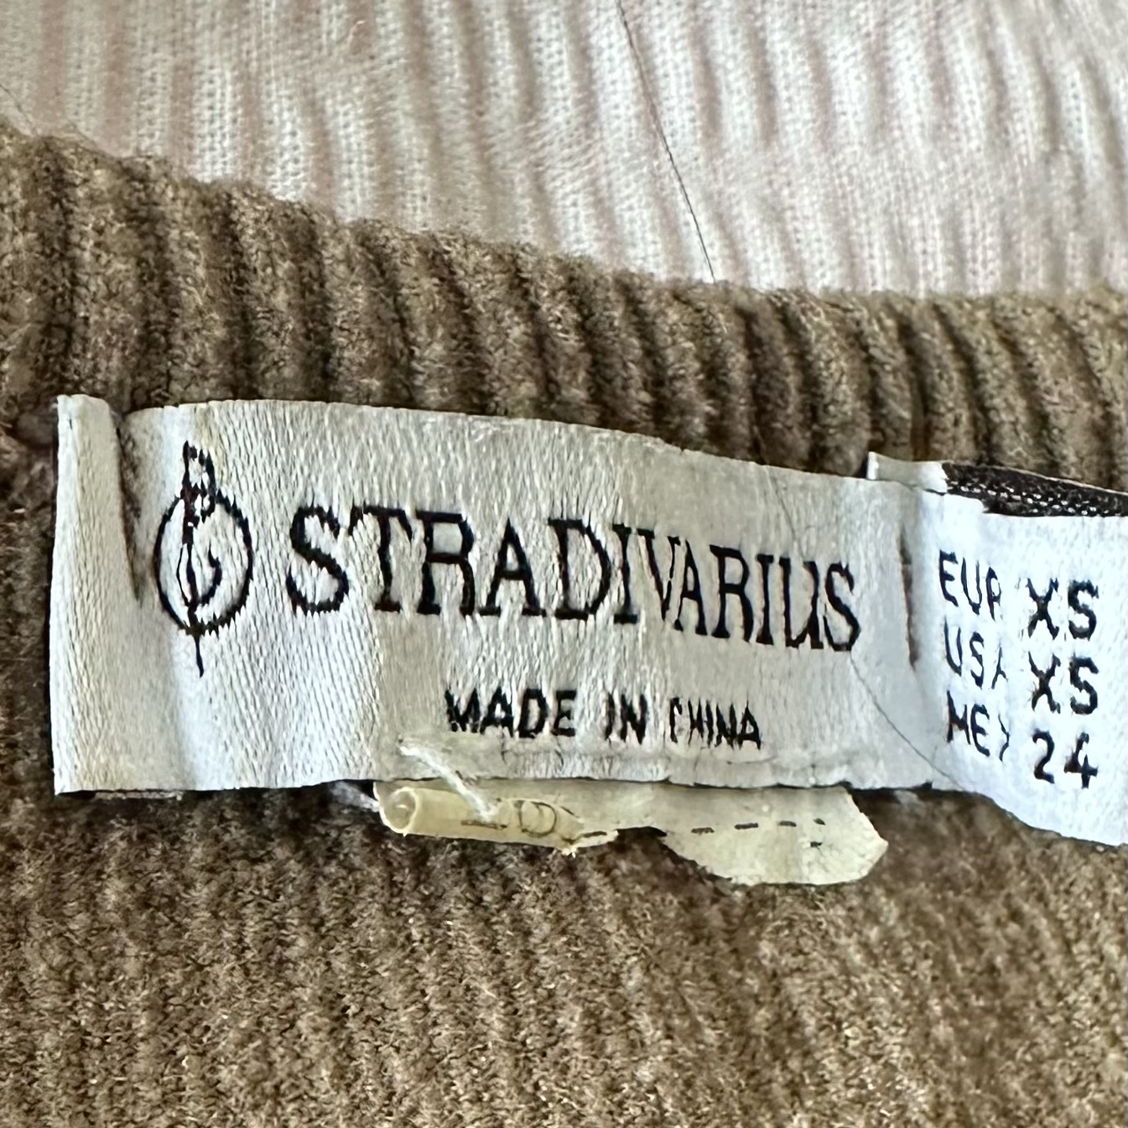 STRADIVARIUS
MADE IN CHINA
EUR XS
USA XS
MEX 24